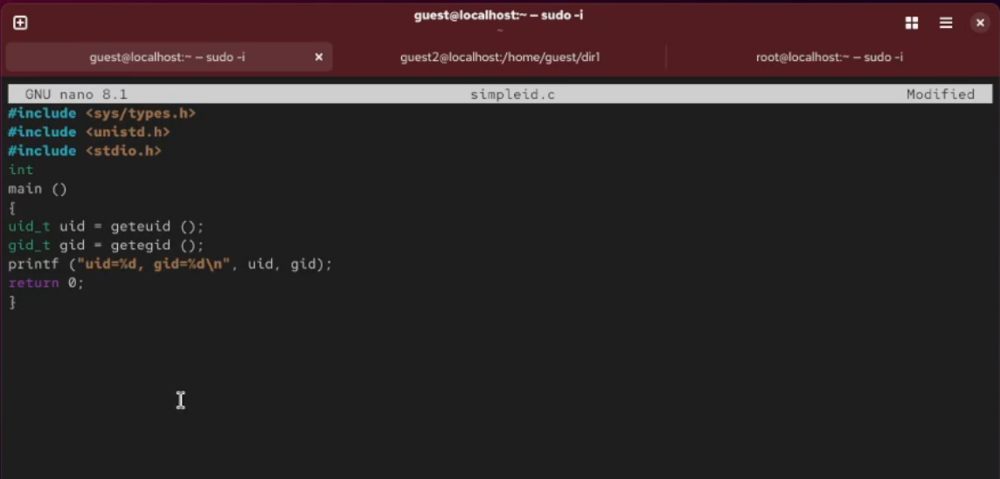 guest@localhost:~ – sudo -i
~
guest@localhost:~ – sudo -i
guest2@localhost:/home/guest/dir1
root@localhost:~ – sudo -i
GNU nano 8.1 simpleid.c Modified
#include <sys/types.h>
#include <unistd.h>
#include <stdio.h>
int
main ()
{
uid_t uid = geteuid ();
gid_t gid = getegid ();
printf ("uid=%d, gid=%d\n", uid, gid);
return 0;
}